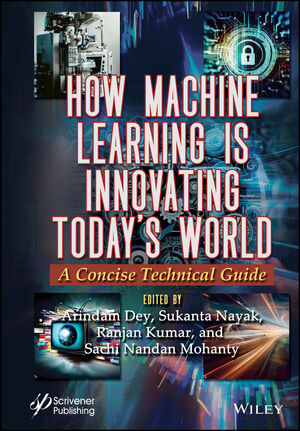 HOW MACHINE
LEARNING IS
INNOVATING
TODAY'S WORLD
A Concise Technical Guide
EDITED BY
Arindam Dey, Sukanta Nayak,
Ranjan Kumar, and
Sachi Nandan Mohanty
Scrivener
Publishing
WILEY